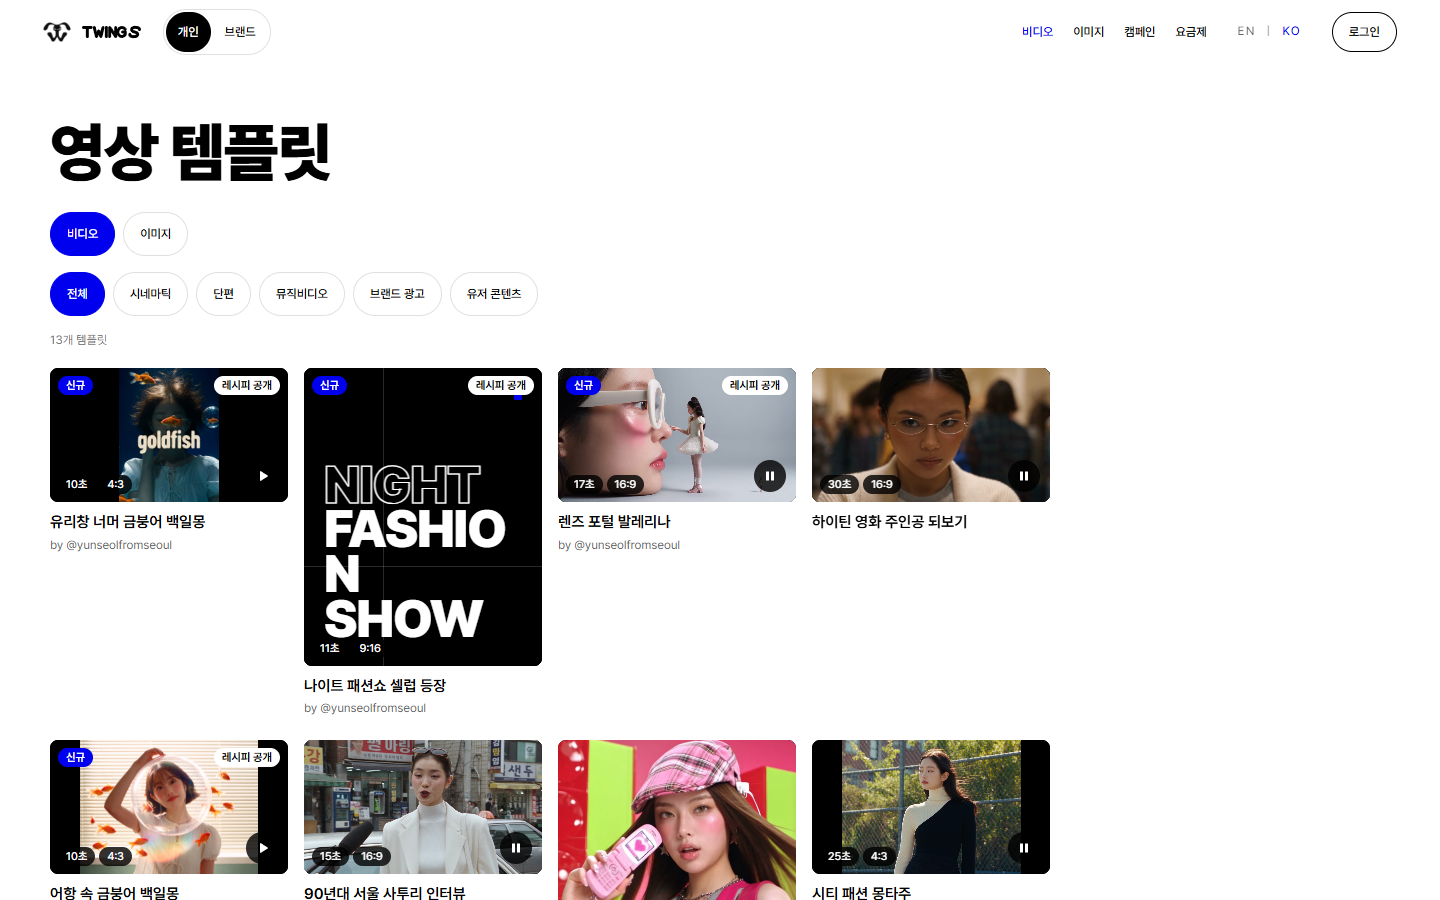 TWINGS
개인
브랜드
비디오
이미지
캠페인
요금제
EN | KO
로그인
영상 템플릿
비디오
이미지
전체
시네마틱
단편
뮤직비디오
브랜드 광고
유저 콘텐츠
13개 템플릿
신규
레시피 공개
goldfish
10초
4:3
유리창 너머 금붕어 백일몽
by @yunseolfromseoul
신규
레시피 공개
NIGHT
FASHIO
N
SHOW
11초
9:16
나이트 패션쇼 셀럽 등장
by @yunseolfromseoul
신규
레시피 공개
17초
16:9
렌즈 포털 발레리나
by @yunseolfromseoul
30초
16:9
하이틴 영화 주인공 되보기
신규
레시피 공개
10초
4:3
어항 속 금붕어 백일몽
15초
16:9
90년대 서울 사투리 인터뷰
25초
4:3
시티 패션 몽타주